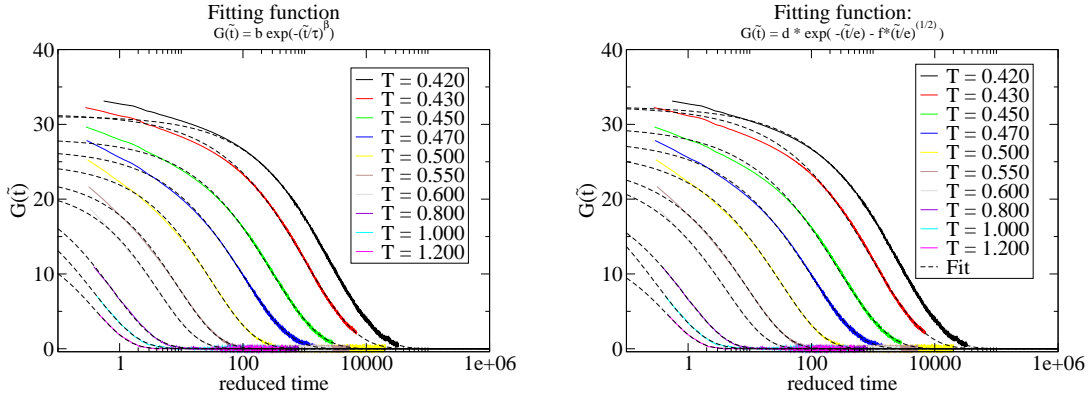 Fitting function
G(t̃) = b exp(-(t̃/τ)^β)
40
30
20
10
0
G(t̃)
1
100
10000
1e+06
reduced time
T = 0.420
T = 0.430
T = 0.450
T = 0.470
T = 0.500
T = 0.550
T = 0.600
T = 0.800
T = 1.000
T = 1.200
Fitting function:
G(t̃) = d * exp( -(t̃/e) - f*(t̃/e)^(1/2) )
40
30
20
10
0
G(t̃)
1
100
10000
1e+06
reduced time
T = 0.420
T = 0.430
T = 0.450
T = 0.470
T = 0.500
T = 0.550
T = 0.600
T = 0.800
T = 1.000
T = 1.200
Fit